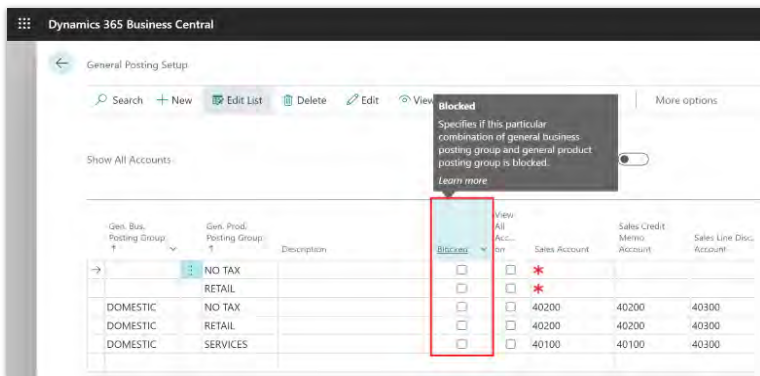 Dynamics 365 Business Central
General Posting Setup
Search + New Edit List Delete Edit View More options
Blocked
Specifies if this particular
combination of general business
posting group and general product
posting group is blocked.
Learn more
Show All Accounts
Gen. Bus. Posting Group ↑ Gen. Prod. Posting Group ↑ Description Blocked View All Acc... on Sales Account Sales Credit Memo Account Sales Line Disc. Account
→ NO TAX *
RETAIL *
DOMESTIC NO TAX 40200 40200 40300
DOMESTIC RETAIL 40200 40200 40300
DOMESTIC SERVICES 40100 40100 40300